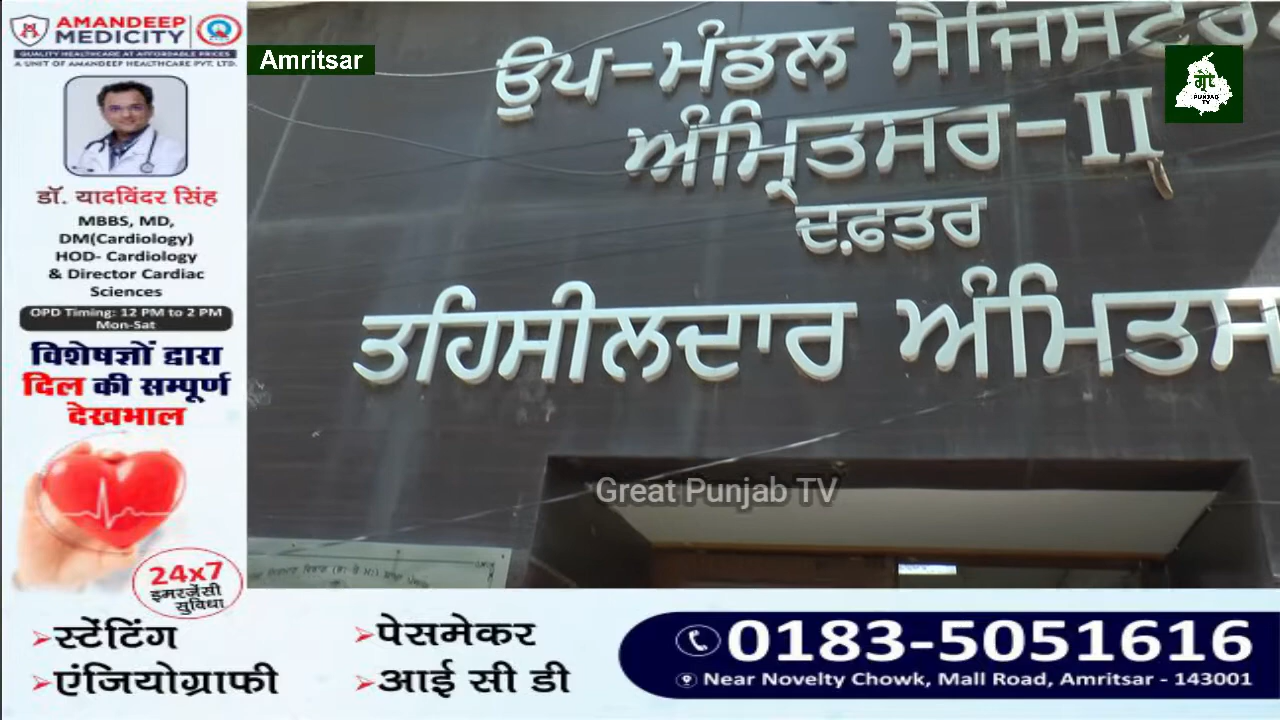 AMANDEEP
MEDICITY
QUALITY HEALTHCARE AT AFFORDABLE PRICES
A UNIT OF AMANDEEP HEALTHCARE PVT. LTD.
डॉ. यादविंदर सिंह
MBBS, MD,
DM(Cardiology)
HOD- Cardiology
& Director Cardiac
Sciences
OPD Timing: 12 PM to 2 PM
Mon-Sat
विशेषज्ञों द्वारा
दिल की सम्पूर्ण
देखभाल
24x7
इमरजेंसी
सुविधा
Amritsar
ਉਪ-ਮੰਡਲ ਮੈਜਿਸਟਰੇਟ
ਅੰਮ੍ਰਿਤਸਰ-II
ਦਫ਼ਤਰ
ਤਹਿਸੀਲਦਾਰ ਅੰਮਿਤਸ
PUNJAB
TV
Great Punjab TV
स्टेंटिंग
पेसमेकर
एंजियोग्राफी
आई सी डी
0183-5051616
Near Novelty Chowk, Mall Road, Amritsar - 143001